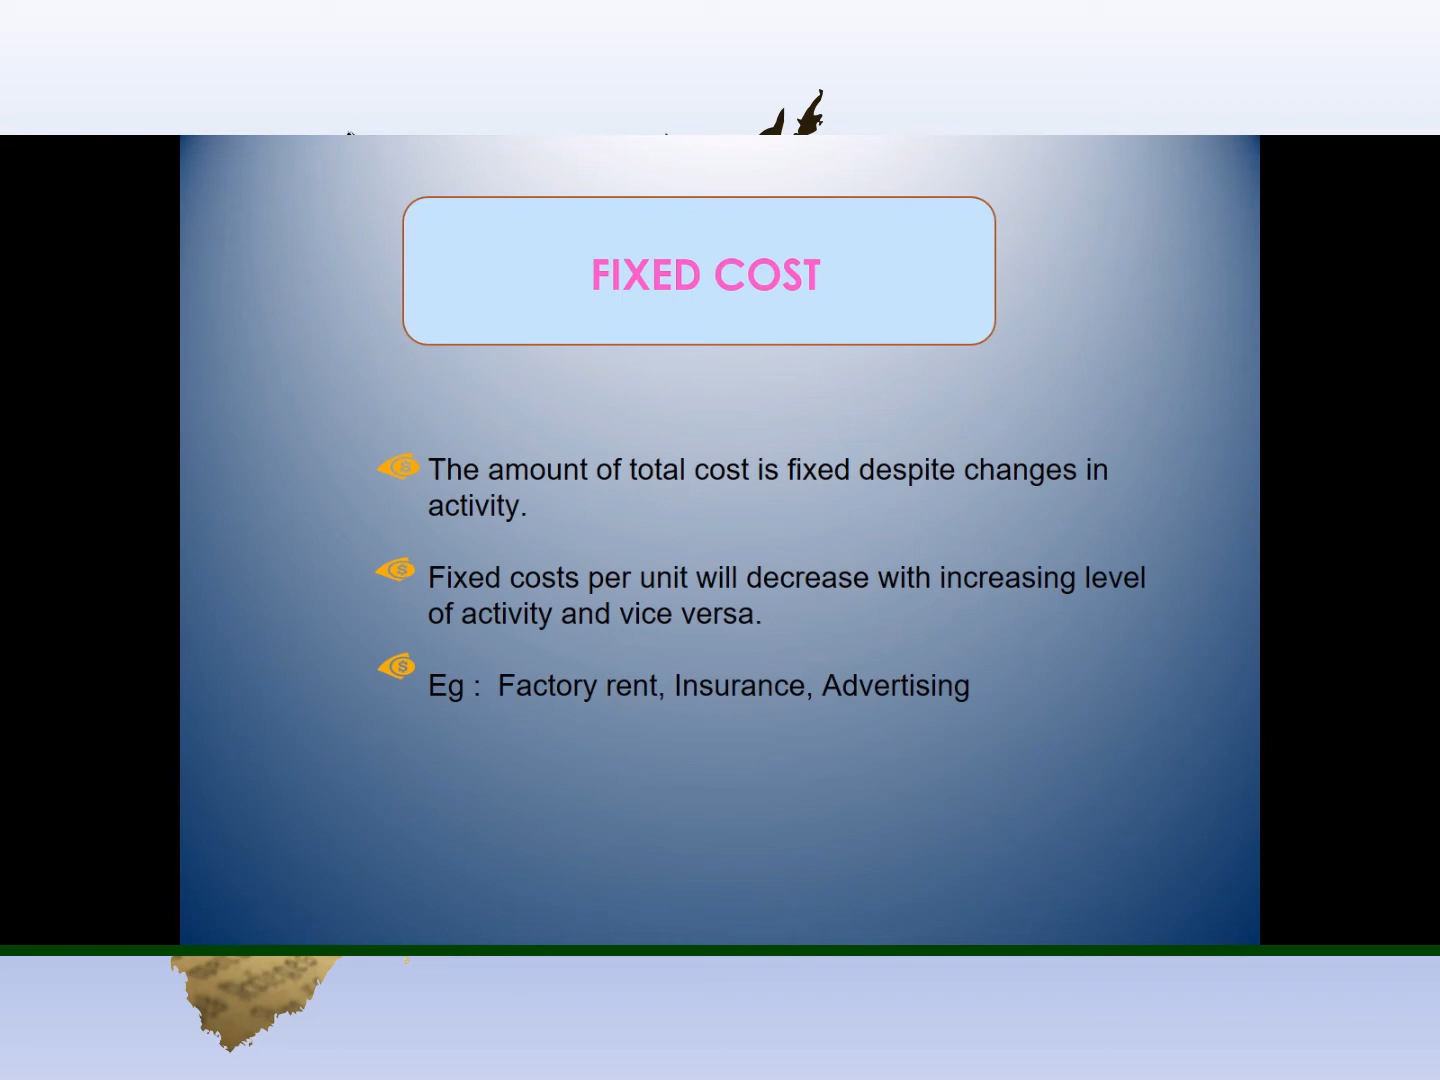 FIXED COST
The amount of total cost is fixed despite changes in
activity.
Fixed costs per unit will decrease with increasing level
of activity and vice versa.
Eg :  Factory rent, Insurance, Advertising